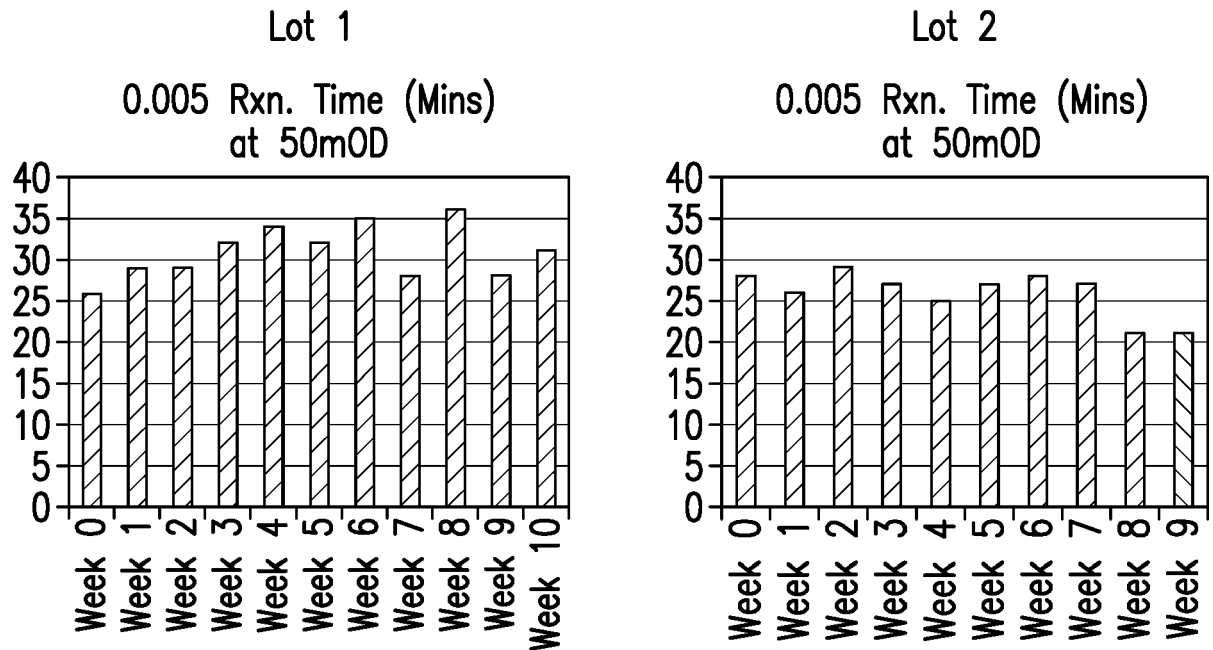 Lot 1
0.005 Rxn. Time (Mins)
at 50mOD
40
35
30
25
20
15
10
5
0
Week 0
Week 1
Week 2
Week 3
Week 4
Week 5
Week 6
Week 7
Week 8
Week 9
Week 10
Lot 2
0.005 Rxn. Time (Mins)
at 50mOD
40
35
30
25
20
15
10
5
0
Week 0
Week 1
Week 2
Week 3
Week 4
Week 5
Week 6
Week 7
Week 8
Week 9